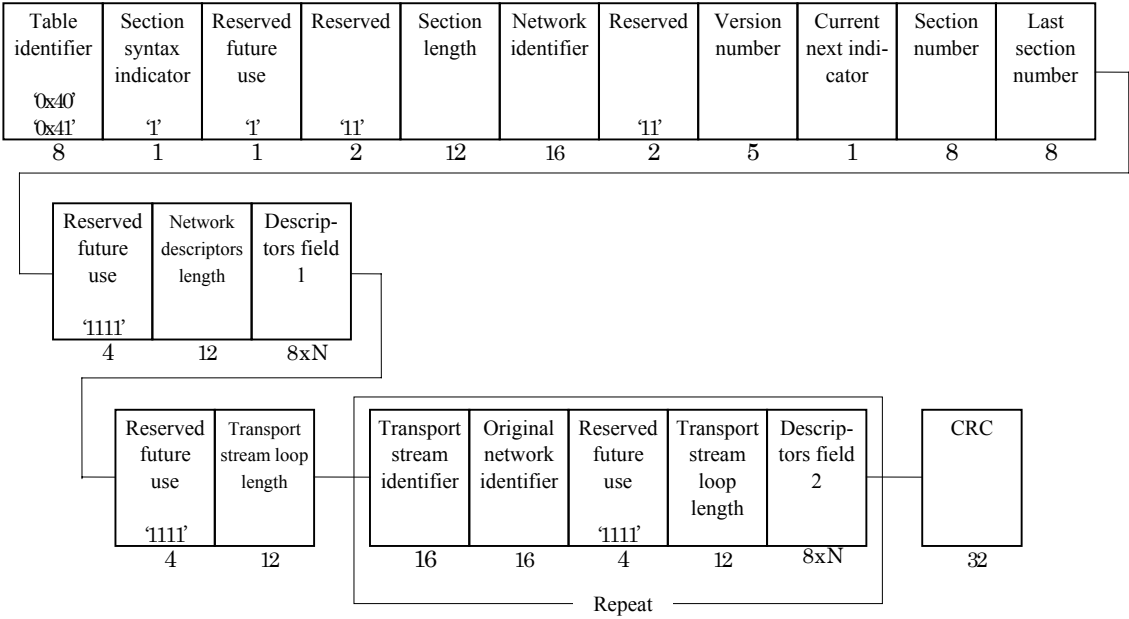 Table identifier '0x40' '0x41'
Section syntax indicator '1'
Reserved future use '1'
Reserved '11'
Section length
Network identifier
Reserved '11'
Version number
Current next indi-cator
Section number
Last section number
8 1 1 2 12 16 2 5 1 8 8
Reserved future use '1111'
Network descriptors length
Descrip-tors field 1
4 12 8xN
Reserved future use '1111'
Transport stream loop length
Transport stream identifier
Original network identifier
Reserved future use '1111'
Transport stream loop length
Descrip-tors field 2
CRC
4 12 16 16 4 12 8xN 32
Repeat